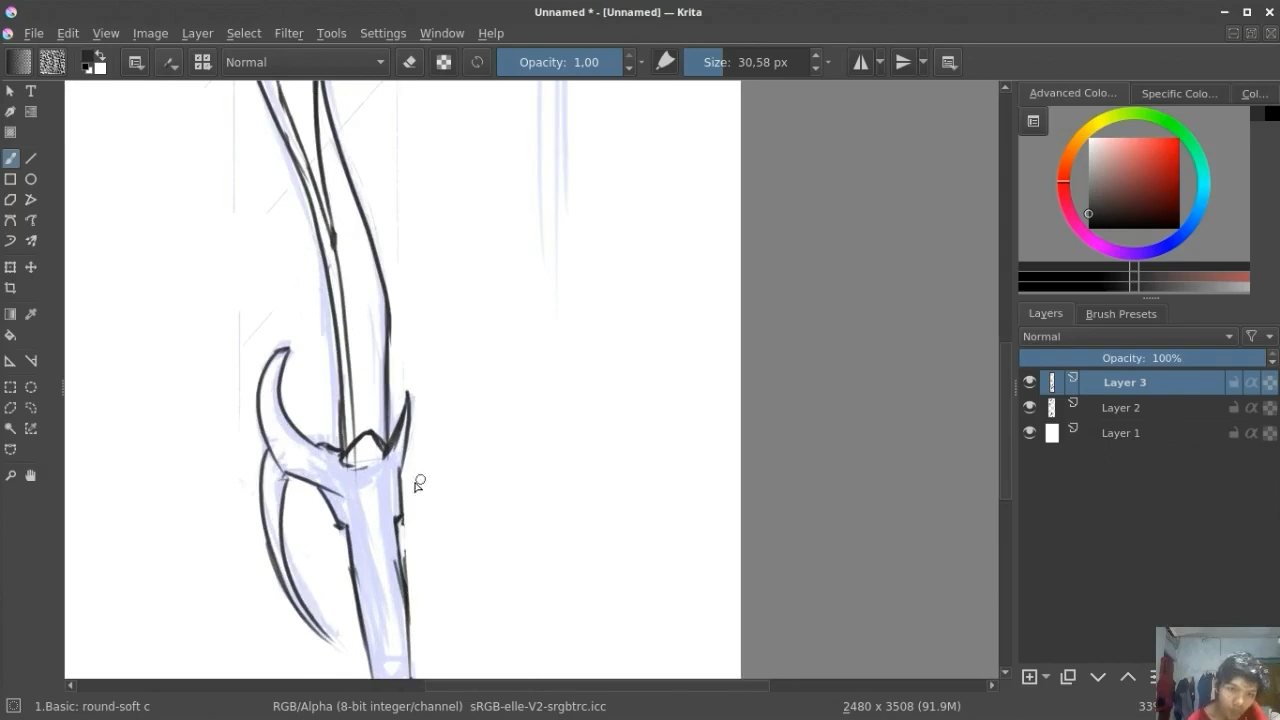 Unnamed * - [Unnamed] — Krita
File Edit View Image Layer Select Filter Tools Settings Window Help
Normal
Opacity: 1,00
Size: 30,58 px
Advanced Colo...
Specific Colo...
Col...
Layers
Brush Presets
Normal
Opacity: 100%
Layer 3
Layer 2
Layer 1
1.Basic: round-soft c
RGB/Alpha (8-bit integer/channel) sRGB-elle-V2-srgbtrc.icc
2480 x 3508 (91.9M)